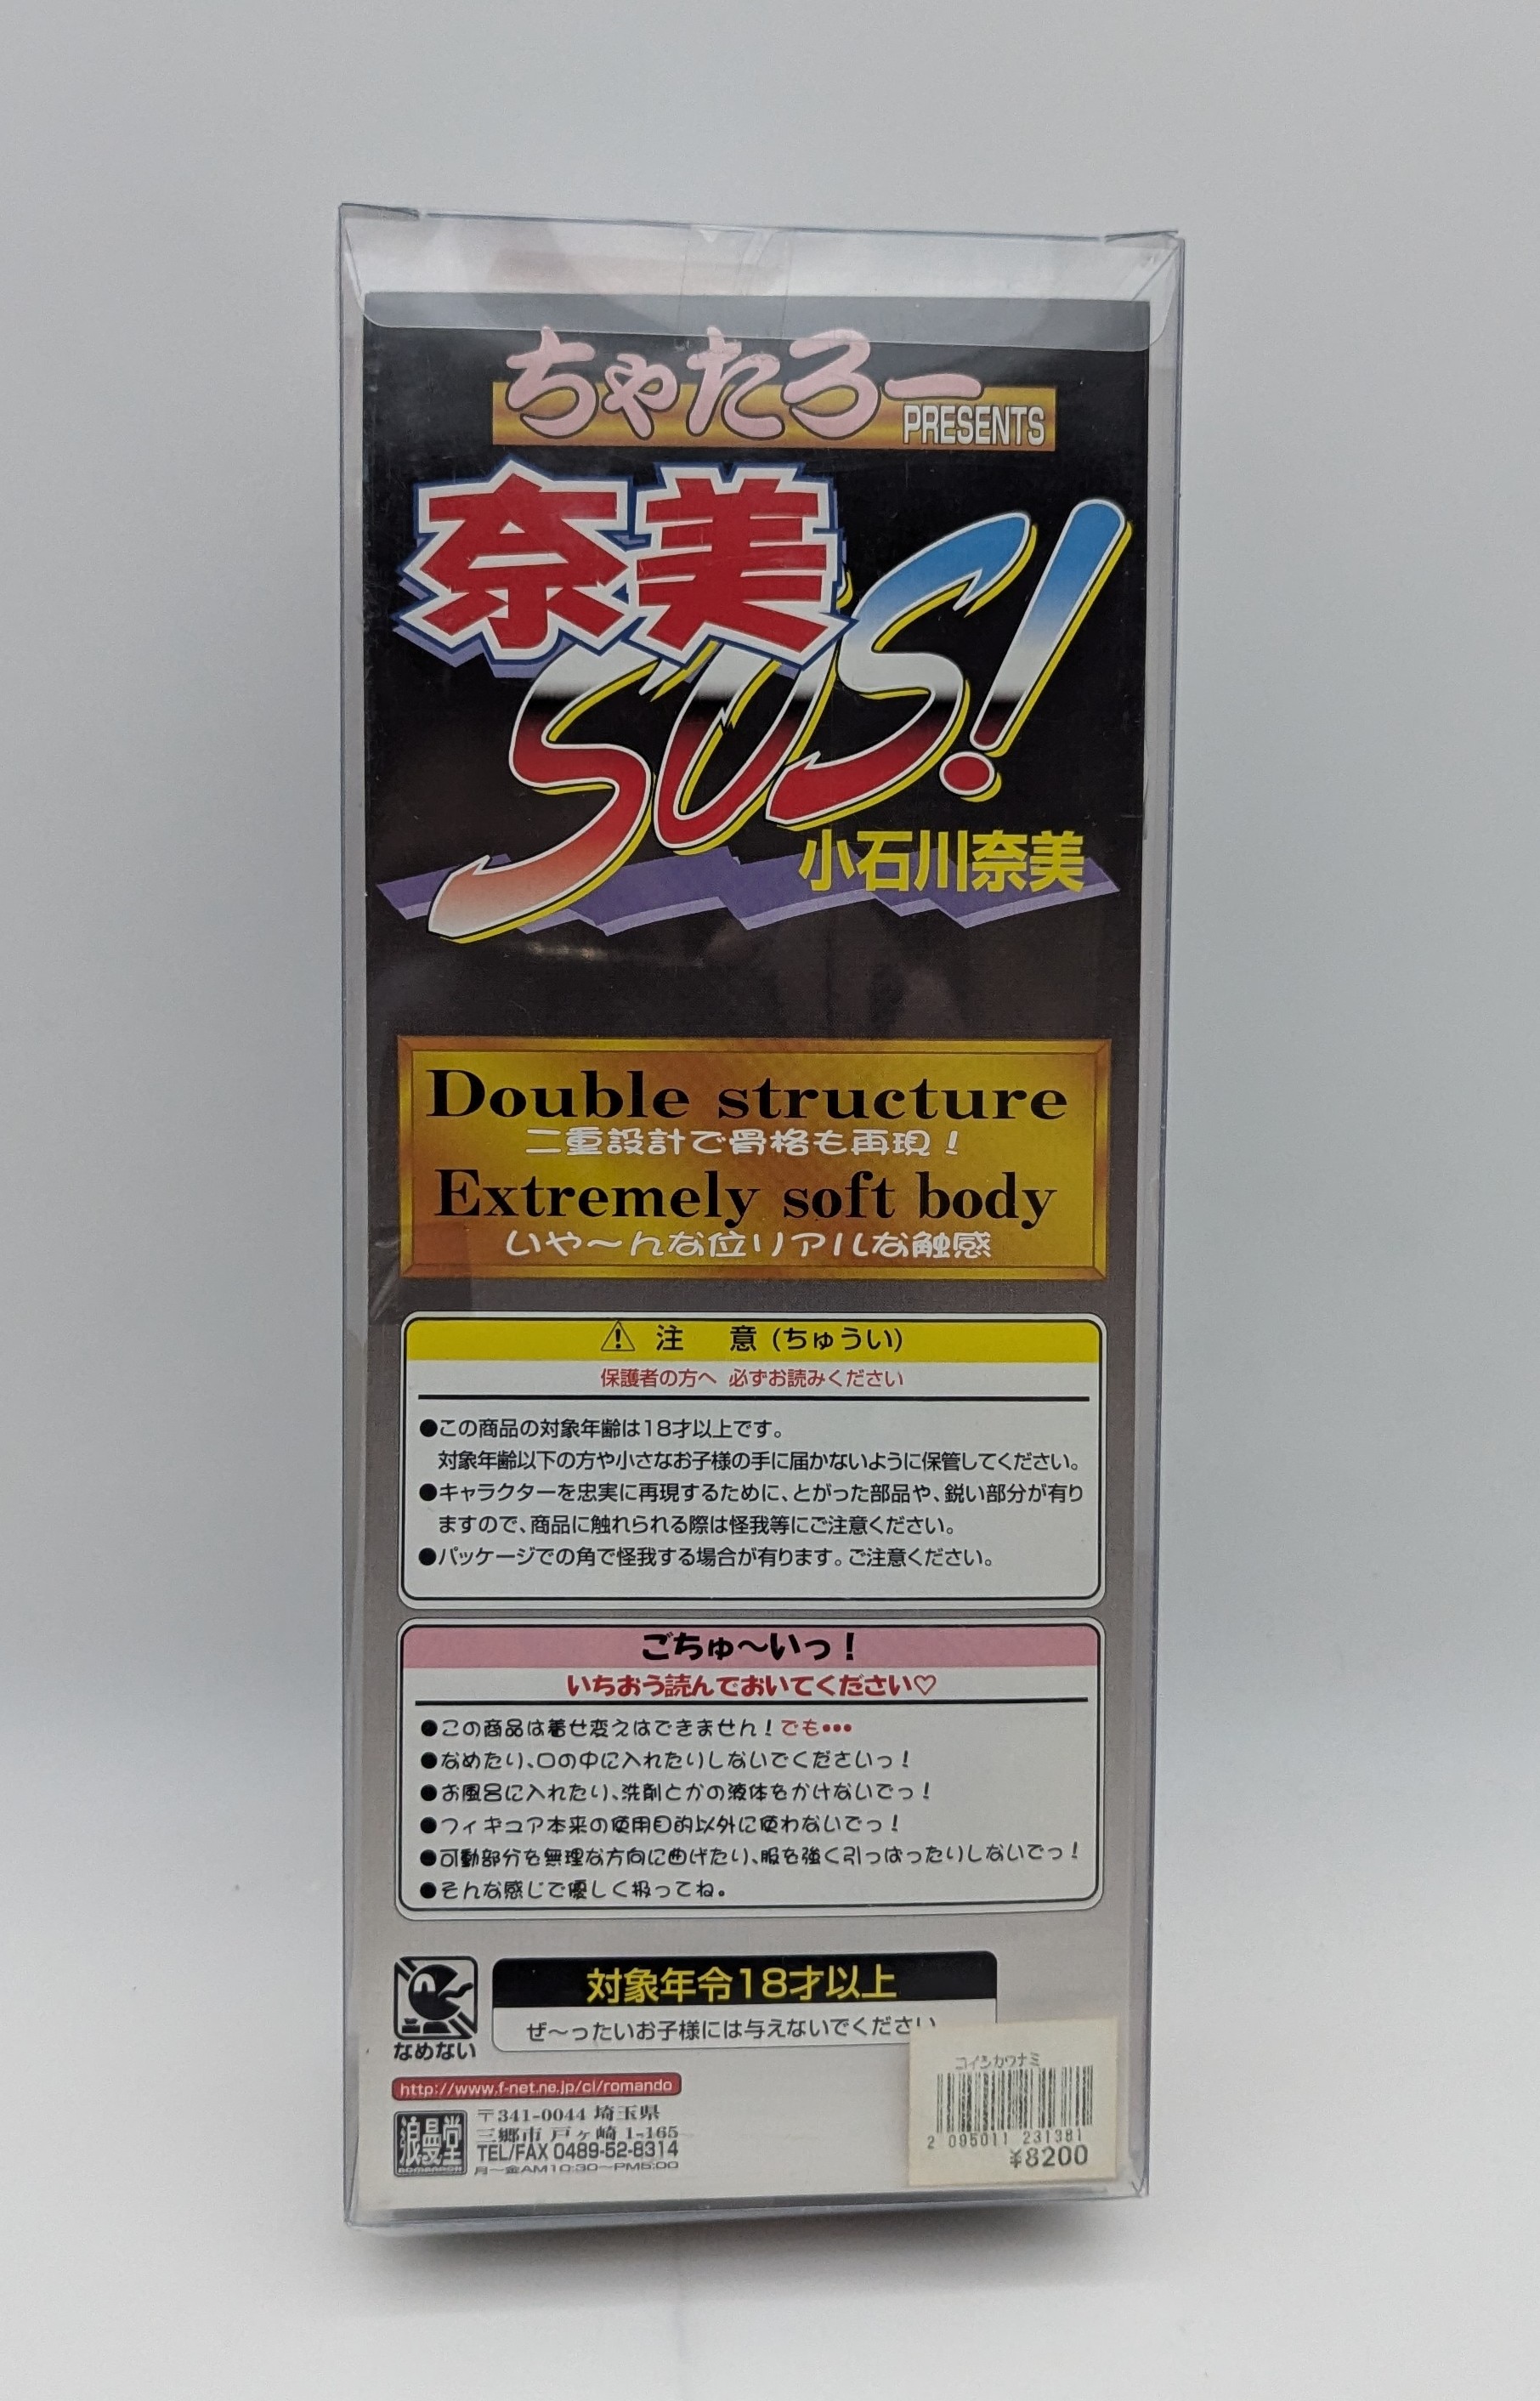 ちゃたろー
PRESENTS
奈美
SUS!
小石川奈美
Double structure
二重設計で骨格も再現！
Extremely soft body
いや～んな位リアルな触感
注 意 (ちゅうい)
保護者の方へ 必ずお読みください
●この商品の対象年齢は18才以上です。
対象年齢以下の方や小さなお子様の手に届かないように保管してください。
●キャラクターを忠実に再現するために、とがった部品や、鋭い部分が有り
ますので、商品に触れられる際は怪我等にご注意ください。
●パッケージでの角で怪我する場合が有ります。ご注意ください。
ごちゅ～いっ！
いちおう読んでおいてください♡
●この商品は着せ変えはできません！でも•••
●なめたり、口の中に入れたりしないでくださいっ！
●お風呂に入れたり、洗剤とかの液体をかけないでっ！
●フィギュア本来の使用目的以外に使わないでっ！
●可動部分を無理な方向に曲げたり、服を強く引っぱったりしないでっ！
●そんな感じで優しく扱ってね。
なめない
対象年令18才以上
ぜ～ったいお子様には与えないでください
http://www.f-net.ne.jp/cl/romando
浪漫堂
ROMANDOH
〒341-0044 埼玉県
三郷市 戸ヶ崎 1-165
TEL/FAX 0489-52-8314
月～金AM10:30～PM5:00
コイシカワナミ
2 095011 231381
¥8200